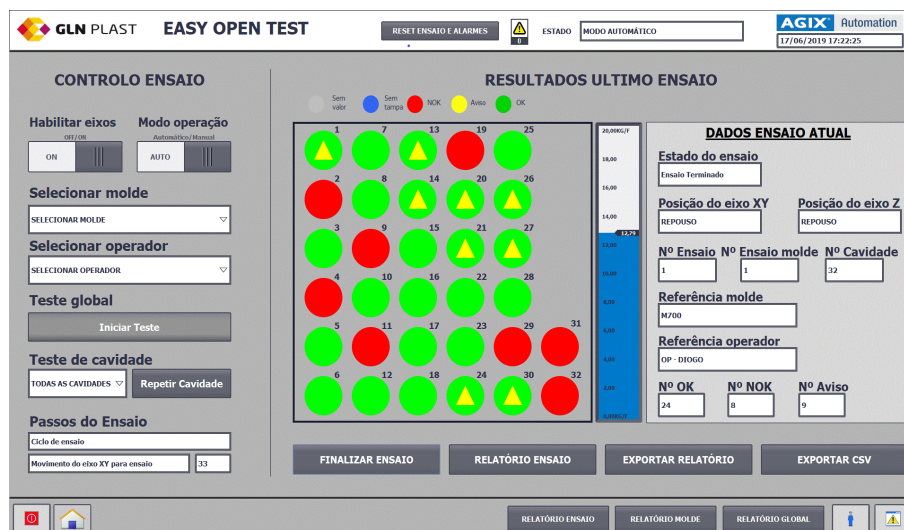 GLN PLAST
EASY OPEN TEST
RESET ENSAIO E ALARMES
0
ESTADO
MODO AUTOMÁTICO
AGIX Automation
17/06/2019 17:22:25
CONTROLO ENSAIO
Habilitar eixos
Modo operação
OFF/ON
Automático/Manual
ON
AUTO
Selecionar molde
SELECIONAR MOLDE
Selecionar operador
SELECIONAR OPERADOR
Teste global
Iniciar Teste
Teste de cavidade
TODAS AS CAVIDADES
Repetir Cavidade
Passos do Ensaio
Ciclo de ensaio
Movimento do eixo XY para ensaio
33
RESULTADOS ULTIMO ENSAIO
Sem valor
Sem tampa
NOK
Aviso
OK
1 7 13 19 25
2 8 14 20 26
3 9 15 21 27
4 10 16 22 28
5 11 17 23 29 31
6 12 18 24 30 32
20,00KG/F
18,00
16,00
14,00
12,79
12,00
10,00
8,00
6,00
4,00
2,00
0,00KG/F
DADOS ENSAIO ATUAL
Estado do ensaio
Ensaio Terminado
Posição do eixo XY
Posição do eixo Z
REPOUSO
REPOUSO
Nº Ensaio
Nº Ensaio molde
Nº Cavidade
1
1
32
Referência molde
M700
Referência operador
OP - DIOGO
Nº OK
Nº NOK
Nº Aviso
24
8
9
FINALIZAR ENSAIO
RELATÓRIO ENSAIO
EXPORTAR RELATÓRIO
EXPORTAR CSV
RELATÓRIO ENSAIO
RELATÓRIO MOLDE
RELATÓRIO GLOBAL